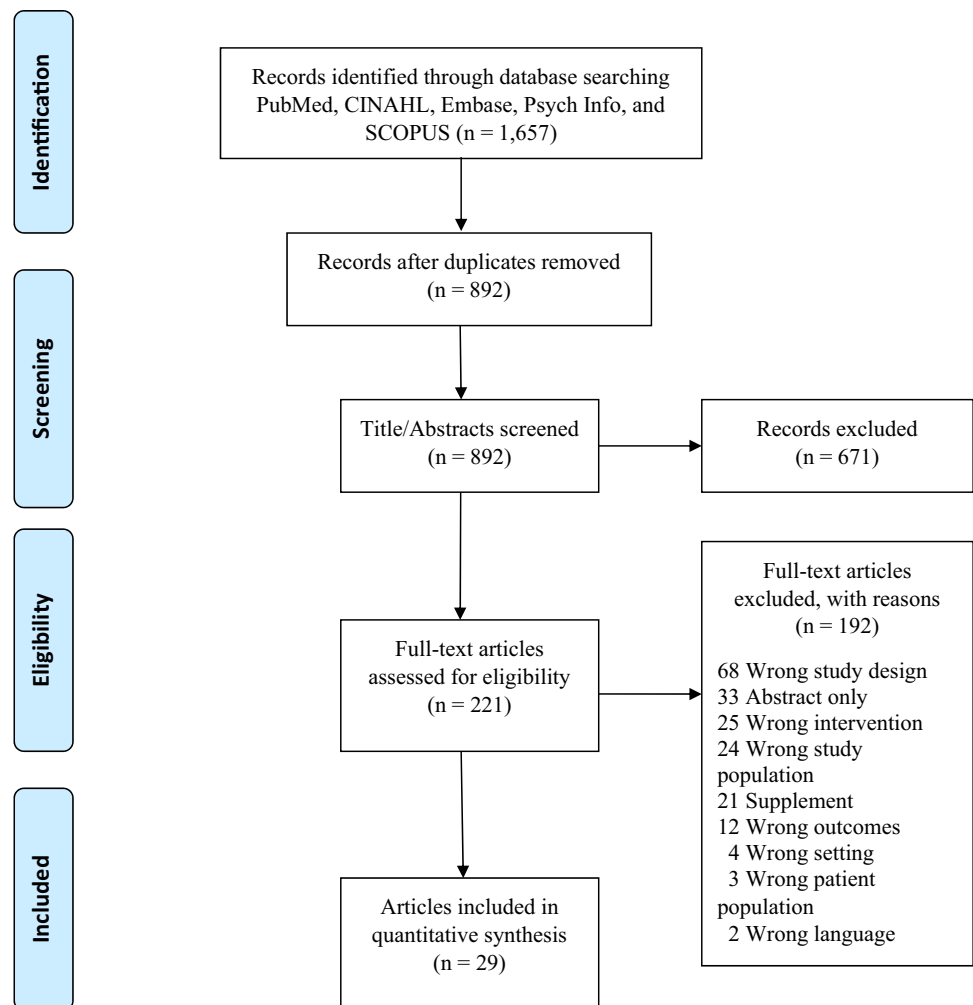 Identification
Records identified through database searching
PubMed, CINAHL, Embase, Psych Info, and
SCOPUS (n = 1,657)
Records after duplicates removed
(n = 892)
Screening
Title/Abstracts screened
(n = 892)
Records excluded
(n = 671)
Eligibility
Full-text articles
assessed for eligibility
(n = 221)
Full-text articles
excluded, with reasons
(n = 192)
68 Wrong study design
33 Abstract only
25 Wrong intervention
24 Wrong study
population
21 Supplement
12 Wrong outcomes
4 Wrong setting
3 Wrong patient
population
2 Wrong language
Included
Articles included in
quantitative synthesis
(n = 29)